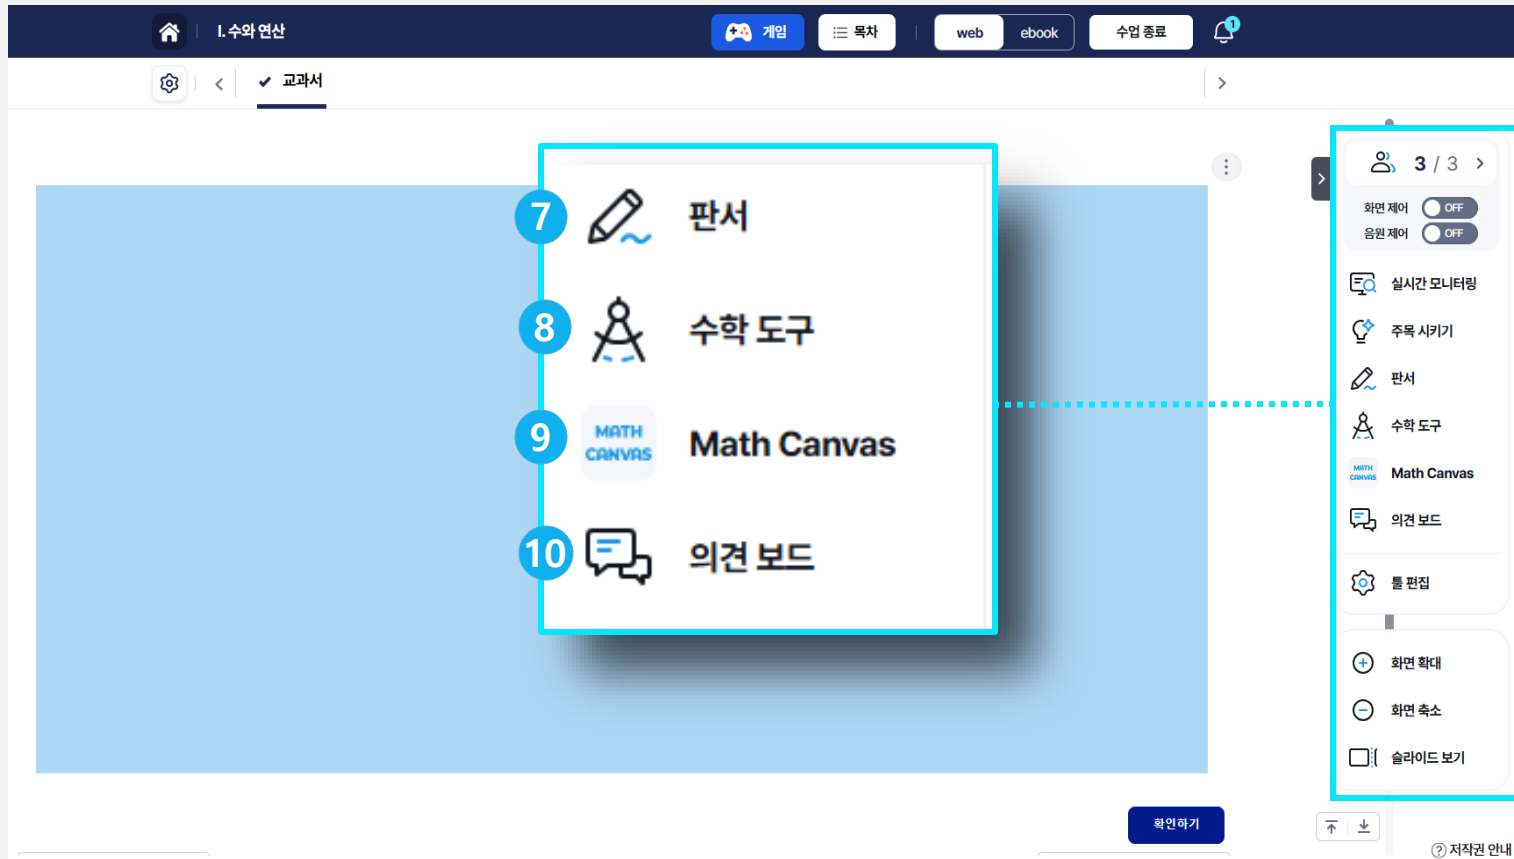 I. 수와 연산
게임
목차
web
ebook
수업 종료
1
교과서
7 판서
8 수학 도구
9 MATH CANVAS Math Canvas
10 의견 보드
3 / 3
화면 제어 OFF
음원 제어 OFF
실시간 모니터링
주목 시키기
판서
수학 도구
MATH CANVAS Math Canvas
의견 보드
툴 편집
화면 확대
화면 축소
슬라이드 보기
확인하기
? 저작권 안내